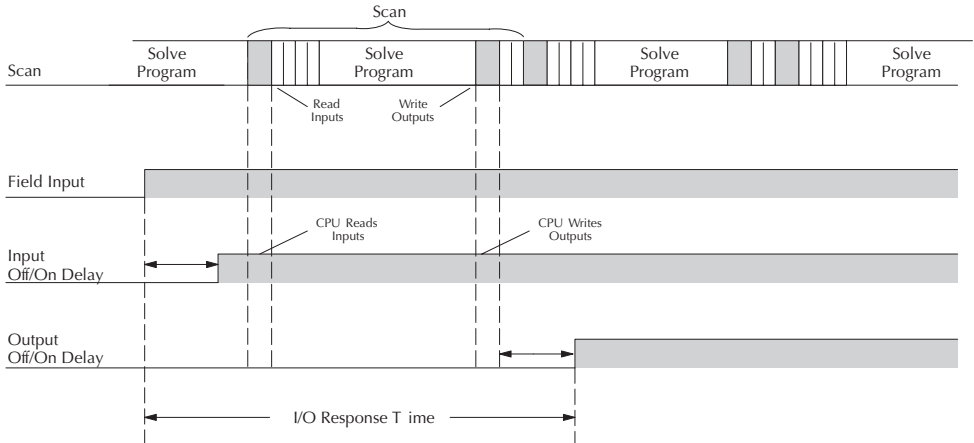 Scan
Scan
Solve
Program
Solve
Program
Solve
Program
Solve
Program
Read
Inputs
Write
Outputs
Field Input
CPU Reads
Inputs
CPU Writes
Outputs
Input
Off/On Delay
Output
Off/On Delay
I/O Response T ime